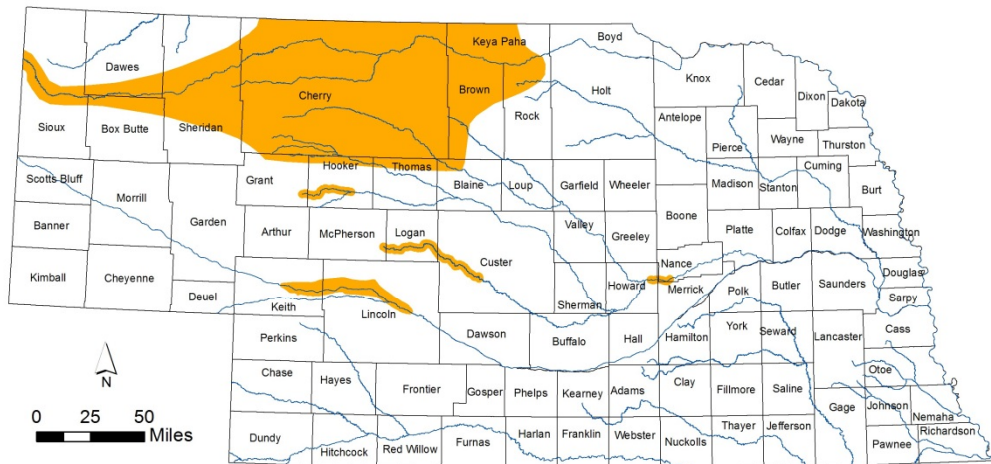 Boyd
Keya Paha
Knox
Cedar
Dawes
Dixon
Dakota
Cherry
Brown
Holt
Sioux
Box Butte
Sheridan
Rock
Antelope
Pierce
Wayne
Thurston
Cuming
Scotts Bluff
Morrill
Grant
Hooker
Thomas
Blaine
Loup
Garfield
Wheeler
Madison
Stanton
Burt
Banner
Garden
Arthur
McPherson
Logan
Custer
Valley
Greeley
Boone
Platte
Colfax
Dodge
Washington
Kimball
Cheyenne
Deuel
Keith
Lincoln
Sherman
Howard
Nance
Merrick
Polk
Butler
Saunders
Douglas
Sarpy
Perkins
Dawson
Buffalo
Hall
Hamilton
York
Seward
Lancaster
Cass
Otoe
Chase
Hayes
Frontier
Gosper
Phelps
Kearney
Adams
Clay
Fillmore
Saline
Gage
Johnson
Nemaha
Dundy
Hitchcock
Red Willow
Furnas
Harlan
Franklin
Webster
Nuckolls
Thayer
Jefferson
Pawnee
Richardson
N
0 25 50
Miles